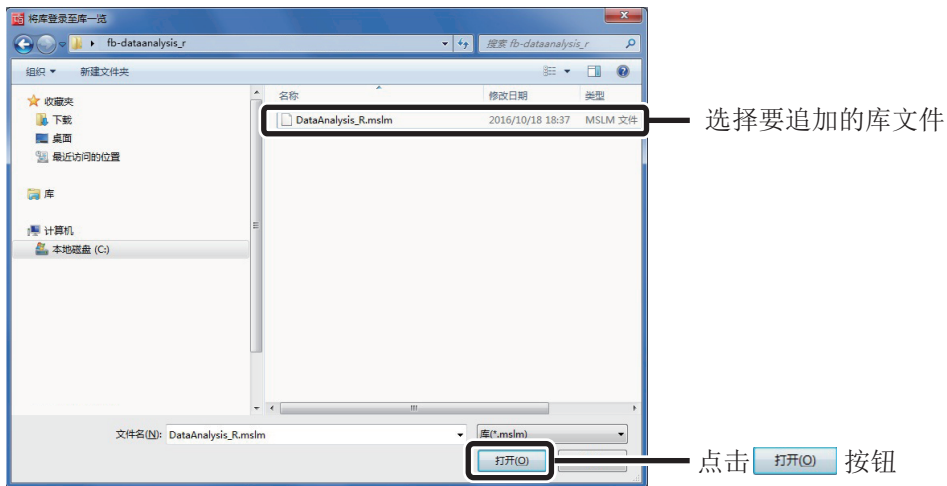 将库登录至库一览
fb-dataanalysis_r
搜索 fb-dataanalysis_r
组织 新建文件夹
名称 修改日期 类型
收藏夹
下载
桌面
最近访问的位置
库
计算机
本地磁盘 (C:)
DataAnalysis_R.mslm 2016/10/18 18:37 MSLM 文件
选择要追加的库文件
文件名(N): DataAnalysis_R.mslm 库(*.mslm)
打开(O)
点击 打开(O) 按钮